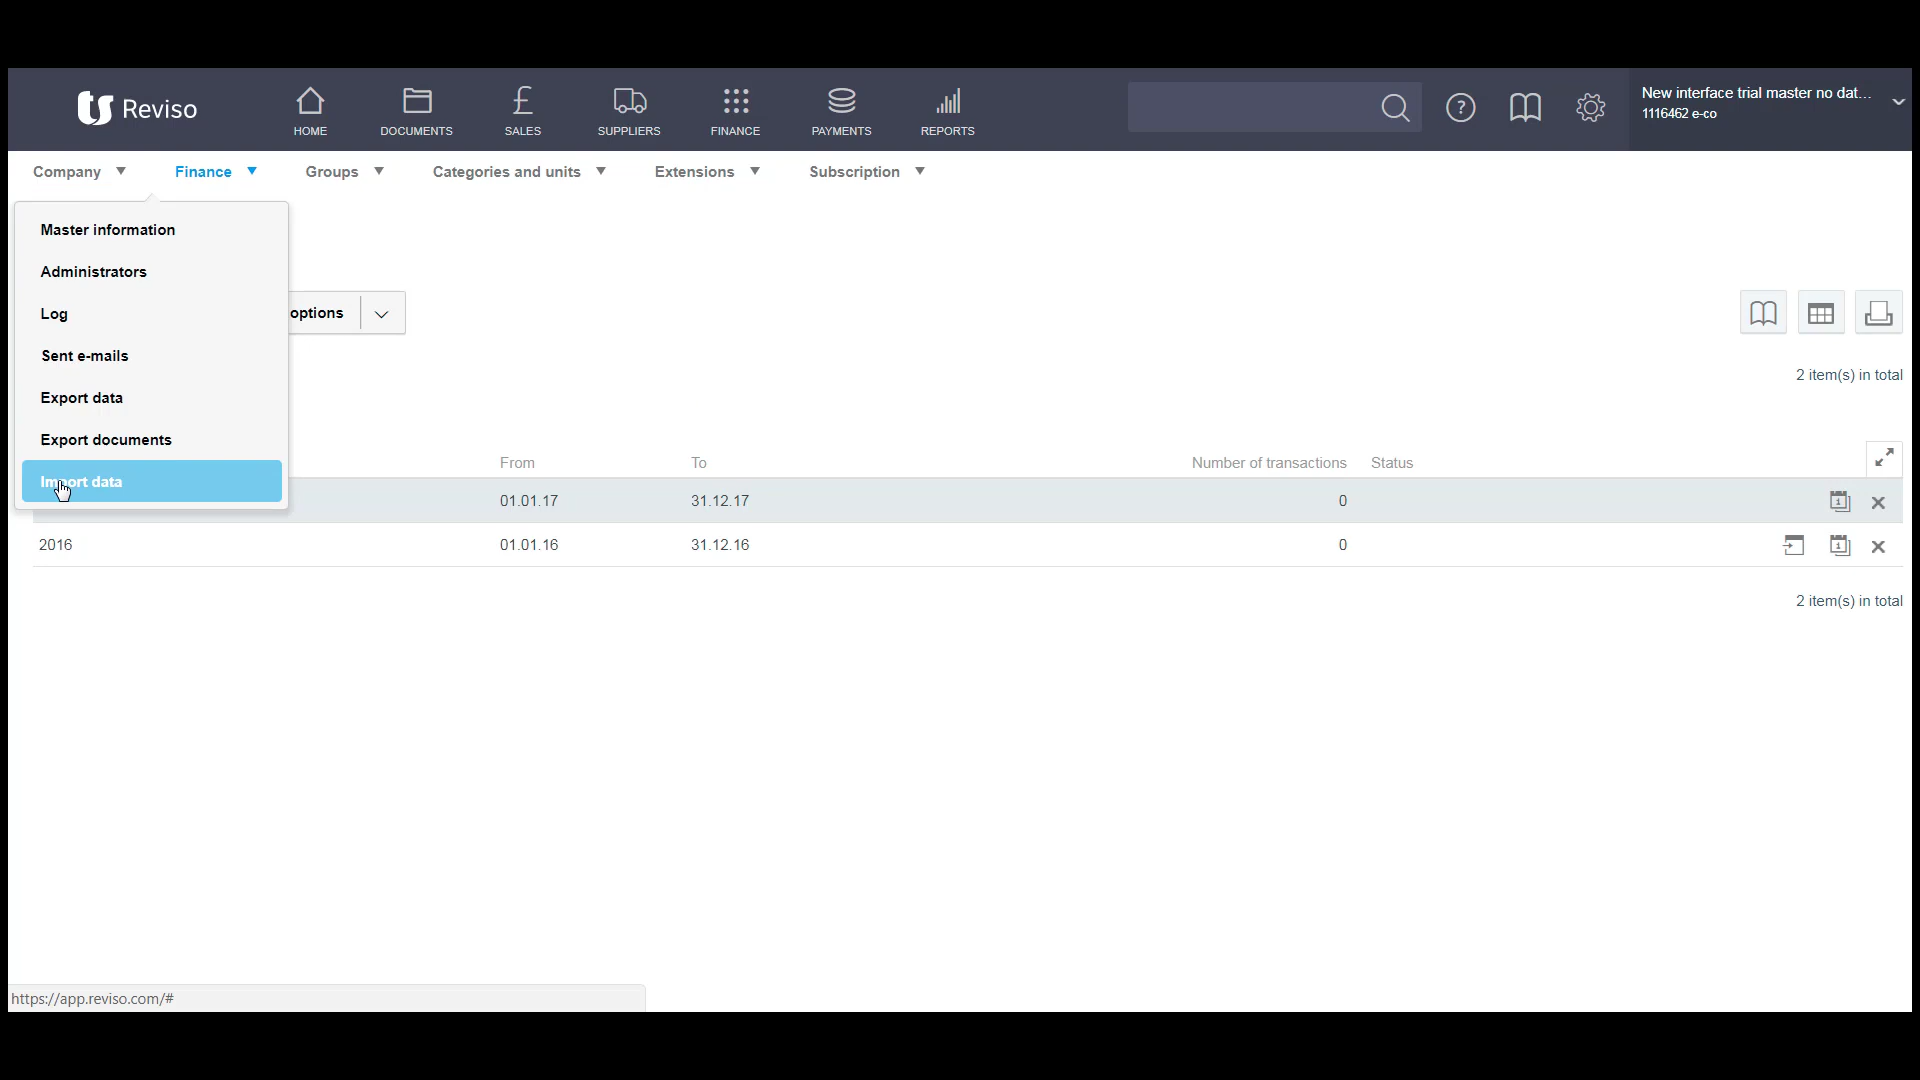 Reviso
HOME
DOCUMENTS
SALES
SUPPLIERS
FINANCE
PAYMENTS
REPORTS
New interface trial master no dat...
1116462 e-co
Company
Finance
Groups
Categories and units
Extensions
Subscription
Master information
Administrators
Log
Sent e-mails
Export data
Export documents
Import data
options
2 item(s) in total
From To Number of transactions Status
01.01.17 31.12.17 0
2016 01.01.16 31.12.16 0
2 item(s) in total
https://app.reviso.com/#